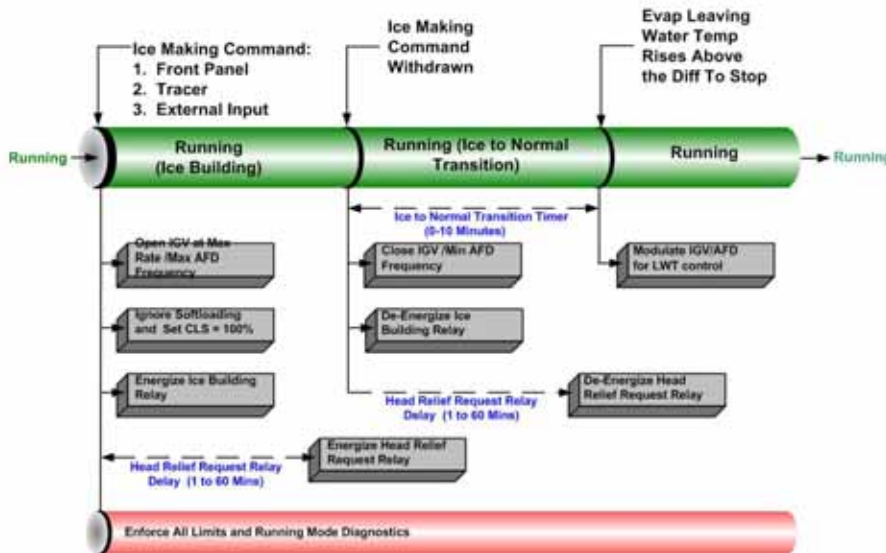 Ice Making Command:
1. Front Panel
2. Tracer
3. External Input
Ice Making
Command
Withdrawn
Evap Leaving
Water Temp
Rises Above
the Diff To Stop
Running
Running
(Ice Building)
Running (Ice to Normal
Transition)
Running
Running
Ice to Normal Transition Timer
(0-10 Minutes)
Open IGV at Max
Rate /Max AFD
Frequency
Close IGV /Min AFD
Frequency
Modulate IGV/AFD
for LWT control
Ignore Softloading
and Set CLS = 100%
De-Energize Ice
Building Relay
Energize Ice Building
Relay
Head Relief Request Relay
Delay (1 to 60 Mins)
De-Energize Head
Relief Request Relay
Head Relief Request Relay
Delay (1 to 60 Mins)
Energize Head Relief
Request Relay
Enforce All Limits and Running Mode Diagnostics